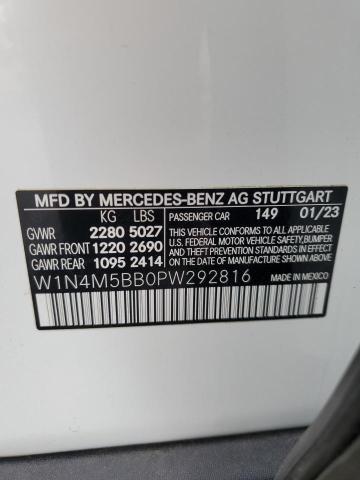 MFD BY MERCEDES-BENZ AG STUTTGART
KG LBS PASSENGER CAR 149 01/23
GVWR 2280 5027 THIS VEHICLE CONFORMS TO ALL APPLICABLE
GAWR FRONT 1220 2690 U.S. FEDERAL MOTOR VEHICLE SAFETY, BUMPER
GAWR REAR 1095 2414 AND THEFT PREVENTION STANDARDS IN EFFECT ON THE DATE OF MANUFACTURE SHOWN ABOVE.
W1N4M5BB0PW292816 MADE IN MEXICO